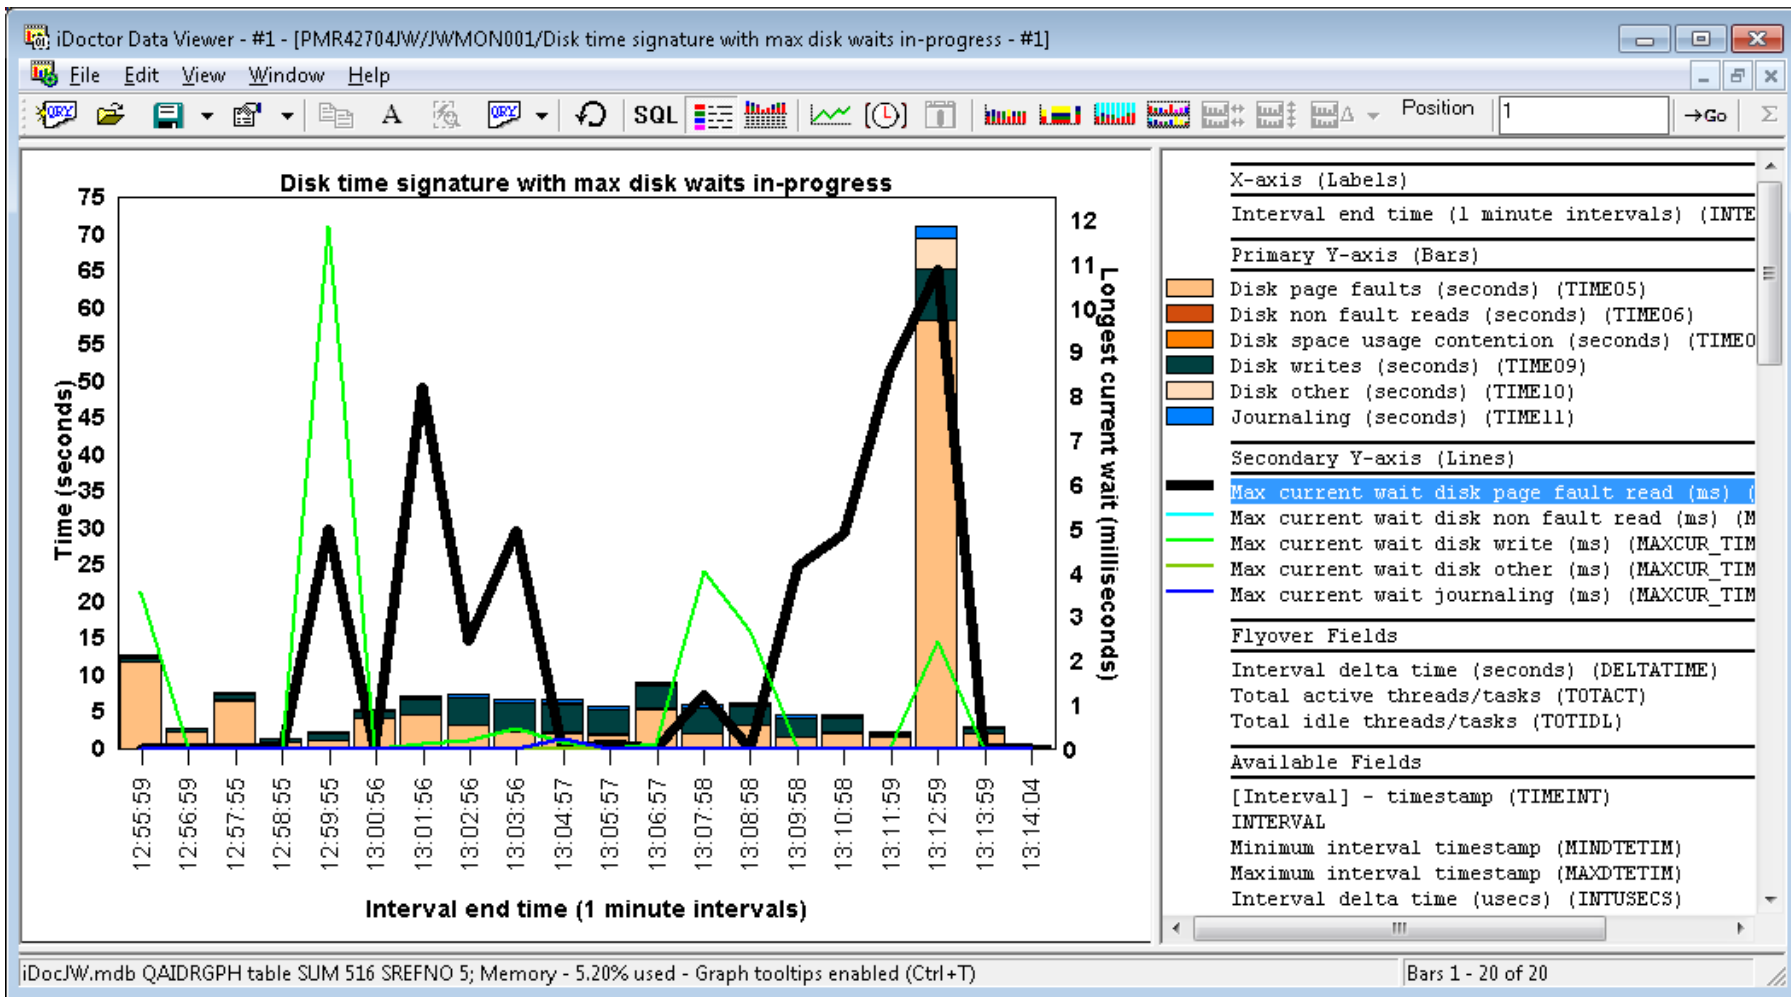 iDoctor Data Viewer - #1 - [PMR42704JW/JWMON001/Disk time signature with max disk waits in-progress - #1]
File Edit View Window Help
QRY A QRY SQL Position 1 →Go Σ
Disk time signature with max disk waits in-progress
Time (seconds)
75
70
65
60
55
50
45
40
35
30
25
20
15
10
5
0
12
11
10
9
8
7
6
5
4
3
2
1
0
Longest current wait (milliseconds)
12:55:59
12:56:59
12:57:55
12:58:55
12:59:55
13:00:56
13:01:56
13:02:56
13:03:56
13:04:57
13:05:57
13:06:57
13:07:58
13:08:58
13:09:58
13:10:58
13:11:59
13:12:59
13:13:59
13:14:04
Interval end time (1 minute intervals)
X-axis (Labels)
Interval end time (1 minute intervals) (INTE
Primary Y-axis (Bars)
Disk page faults (seconds) (TIME05)
Disk non fault reads (seconds) (TIME06)
Disk space usage contention (seconds) (TIME0
Disk writes (seconds) (TIME09)
Disk other (seconds) (TIME10)
Journaling (seconds) (TIME11)
Secondary Y-axis (Lines)
Max current wait disk page fault read (ms) (
Max current wait disk non fault read (ms) (M
Max current wait disk write (ms) (MAXCUR_TIM
Max current wait disk other (ms) (MAXCUR_TIM
Max current wait journaling (ms) (MAXCUR_TIM
Flyover Fields
Interval delta time (seconds) (DELTATIME)
Total active threads/tasks (TOTACT)
Total idle threads/tasks (TOTIDL)
Available Fields
[Interval] - timestamp (TIMEINT)
INTERVAL
Minimum interval timestamp (MINDTETIM)
Maximum interval timestamp (MAXDTETIM)
Interval delta time (usecs) (INTUSECS)
iDocJW.mdb QAIDRGPH table SUM 516 SREFNO 5; Memory - 5.20% used - Graph tooltips enabled (Ctrl+T)
Bars 1 - 20 of 20